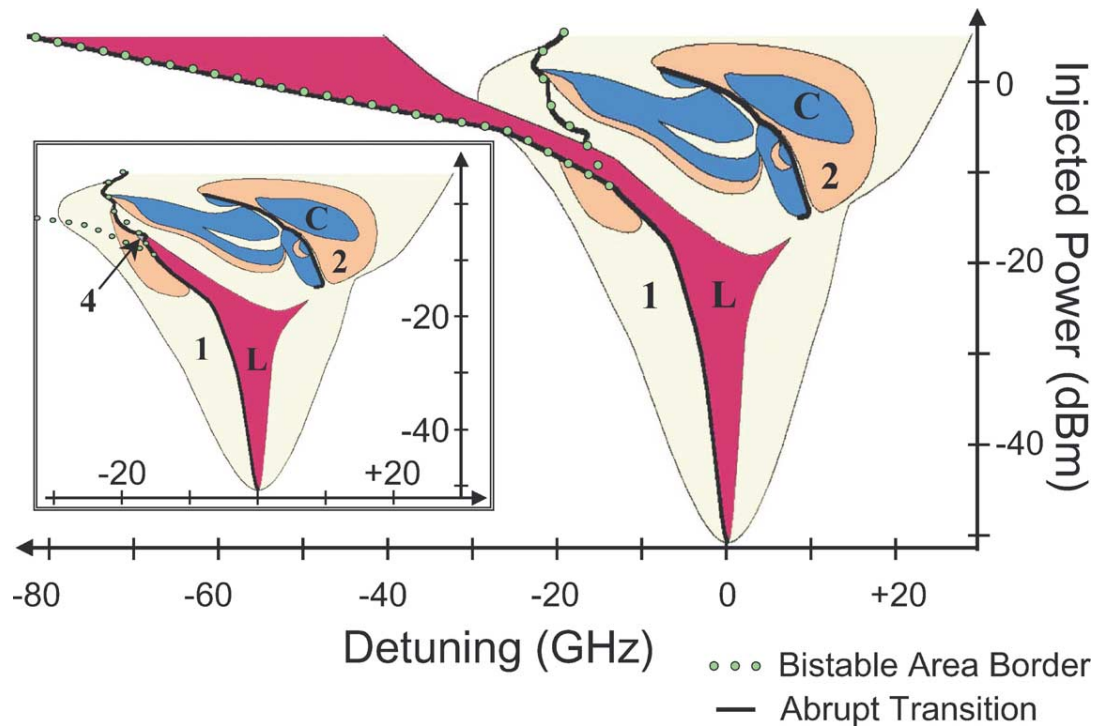 0
C
2
-20
1
L
-40
Injected Power (dBm)
C
2
4
-20
1
L
-40
-20
+20
-80
-60
-40
-20
0
+20
Detuning (GHz)
Bistable Area Border
Abrupt Transition